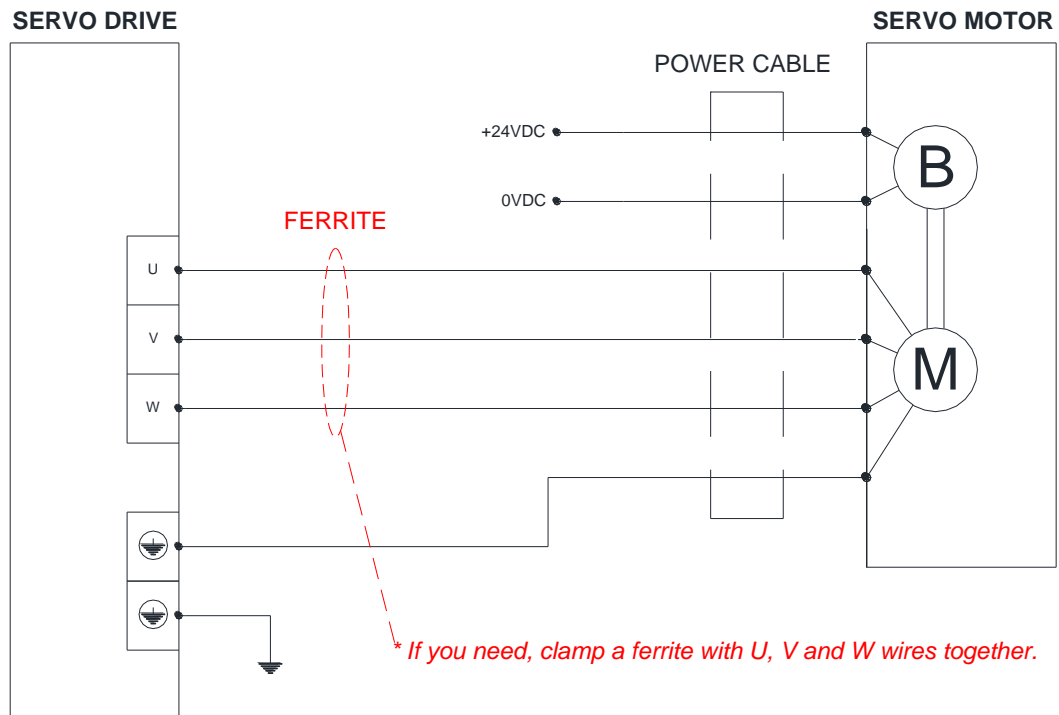 SERVO DRIVE
SERVO MOTOR
POWER CABLE
+24VDC
B
0VDC
FERRITE
U
V
M
W
* If you need, clamp a ferrite with U, V and W wires together.